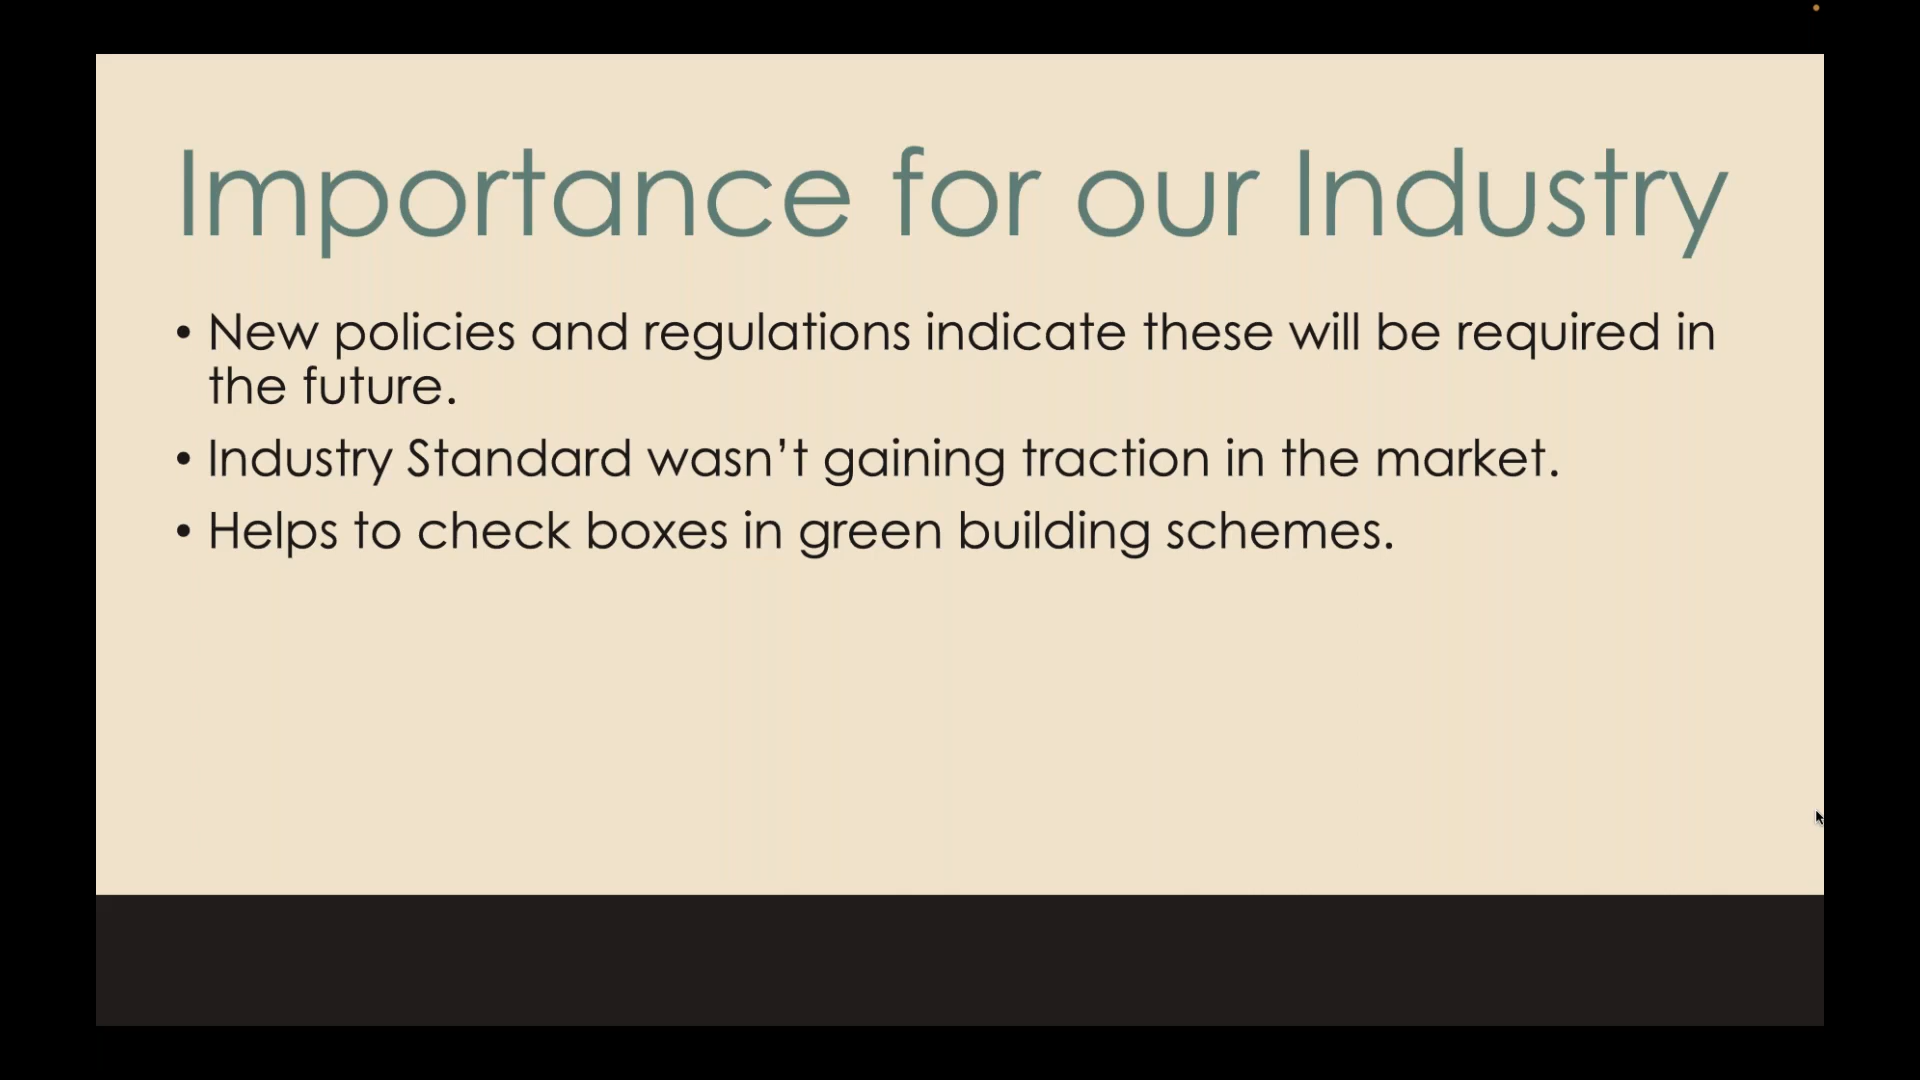 Importance for our Industry
• New policies and regulations indicate these will be required in
the future.
• Industry Standard wasn’t gaining traction in the market.
• Helps to check boxes in green building schemes.